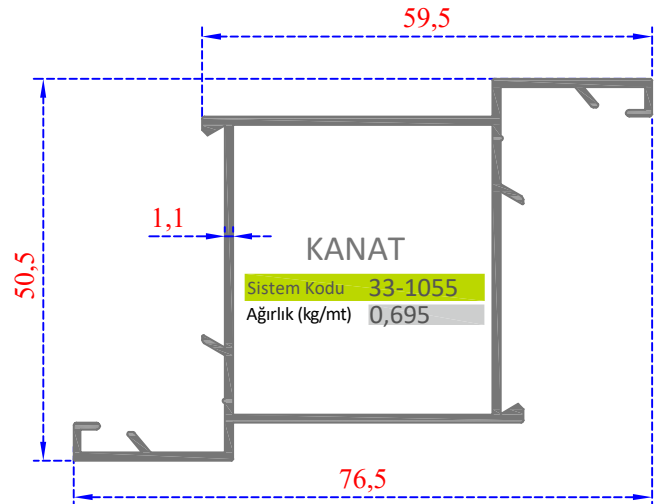 59,5
1,1
50,5
KANAT
Sistem Kodu 33-1055
Ağırlık (kg/mt) 0,695
76,5